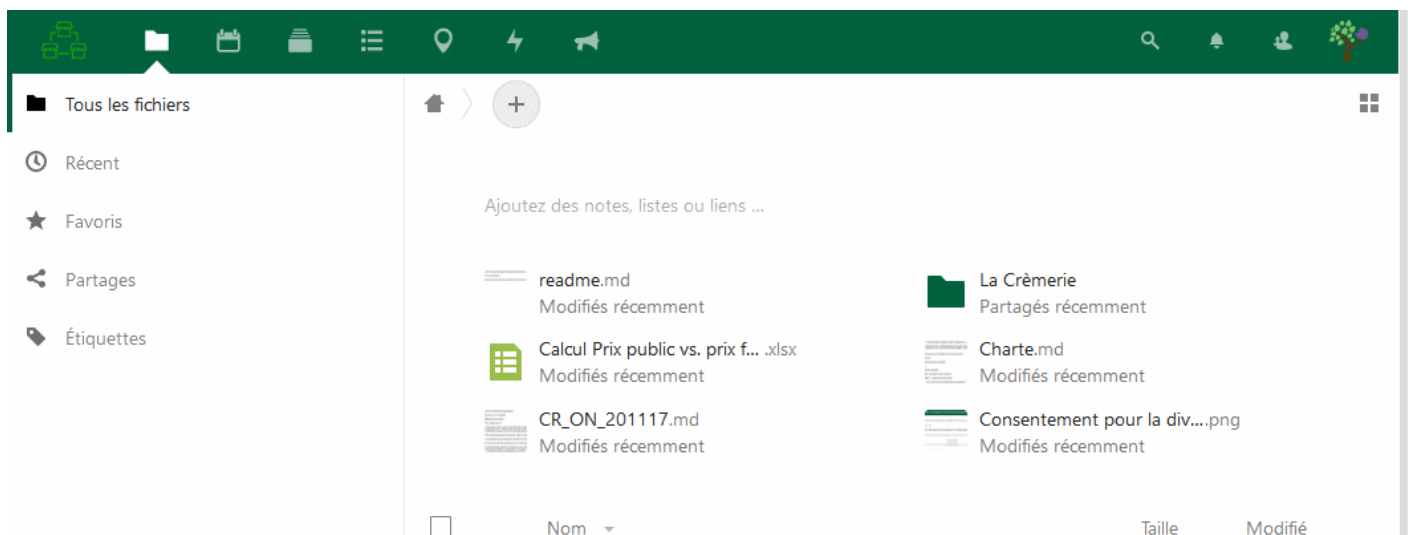 Tous les fichiers
Récent
Favoris
Partages
Étiquettes
Ajoutez des notes, listes ou liens ...
readme.md
Modifiés récemment
La Crèmerie
Partagés récemment
Calcul Prix public vs. prix f... .xlsx
Modifiés récemment
Charte.md
Modifiés récemment
CR_ON_201117.md
Modifiés récemment
Consentement pour la div....png
Modifiés récemment
Nom
Taille
Modifié